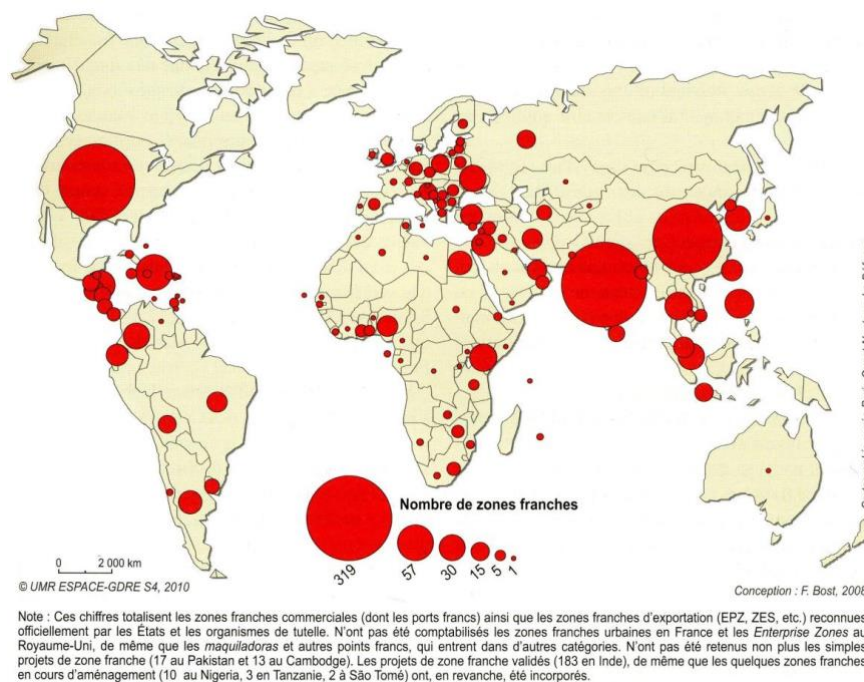 Nombre de zones franches
319
57
30
15
5
1
0 2 000 km
© UMR ESPACE-GDRE S4, 2010
Conception : F. Bost, 2008
Note : Ces chiffres totalisent les zones franches commerciales (dont les ports francs) ainsi que les zones franches d'exportation (EPZ, ZES, etc.) reconnues
officiellement par les États et les organismes de tutelle. N'ont pas été comptabilisés les zones franches urbaines en France et les Enterprise Zones au
Royaume-Uni, de même que les maquiladoras et autres points francs, qui entrent dans d'autres catégories. N'ont pas été retenus non plus les simples
projets de zone franche (17 au Pakistan et 13 au Cambodge). Les projets de zone franche validés (183 en Inde), de même que les quelques zones franches
en cours d'aménagement (10 au Nigeria, 3 en Tanzanie, 2 à São Tomé) ont, en revanche, été incorporés.